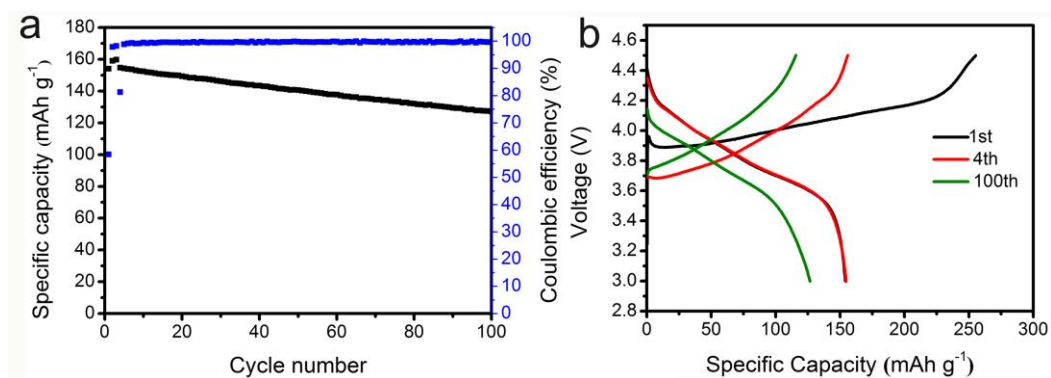 a
Specific capacity (mAh g⁻¹)
180
160
140
120
100
80
60
40
20
0
0 20 40 60 80 100
Cycle number
100
90
80
70
60
50
40
30
20
10
0
Coulombic efficiency (%)
b
Voltage (V)
4.6
4.4
4.2
4.0
3.8
3.6
3.4
3.2
3.0
2.8
0 50 100 150 200 250 300
Specific Capacity (mAh g⁻¹)
1st
4th
100th